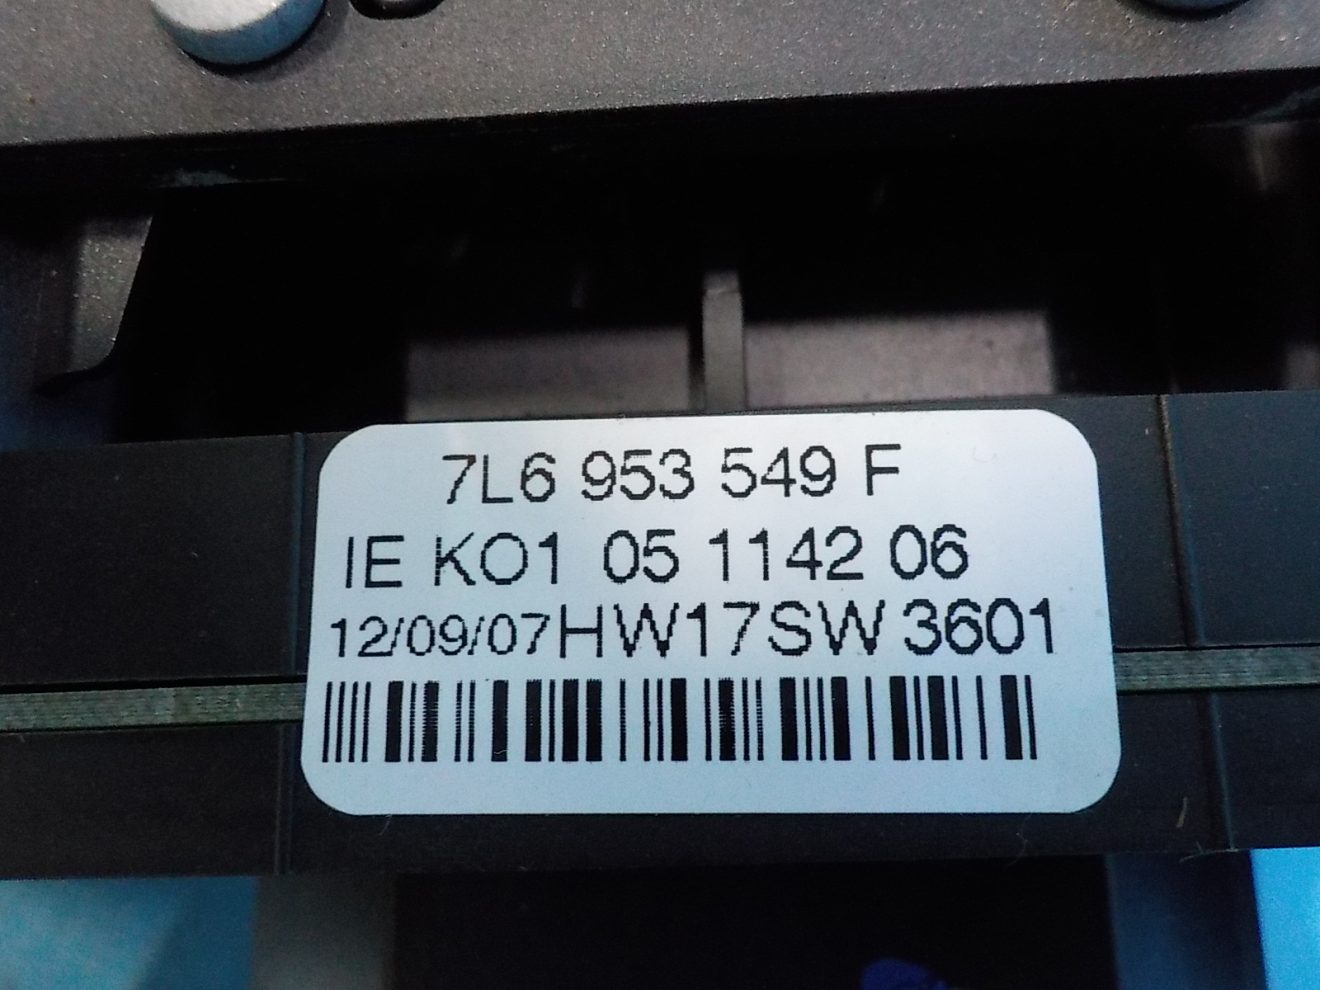 7L6 953 549 F
IE KO1 05 1142 06
12/09/07HW17SW 3601